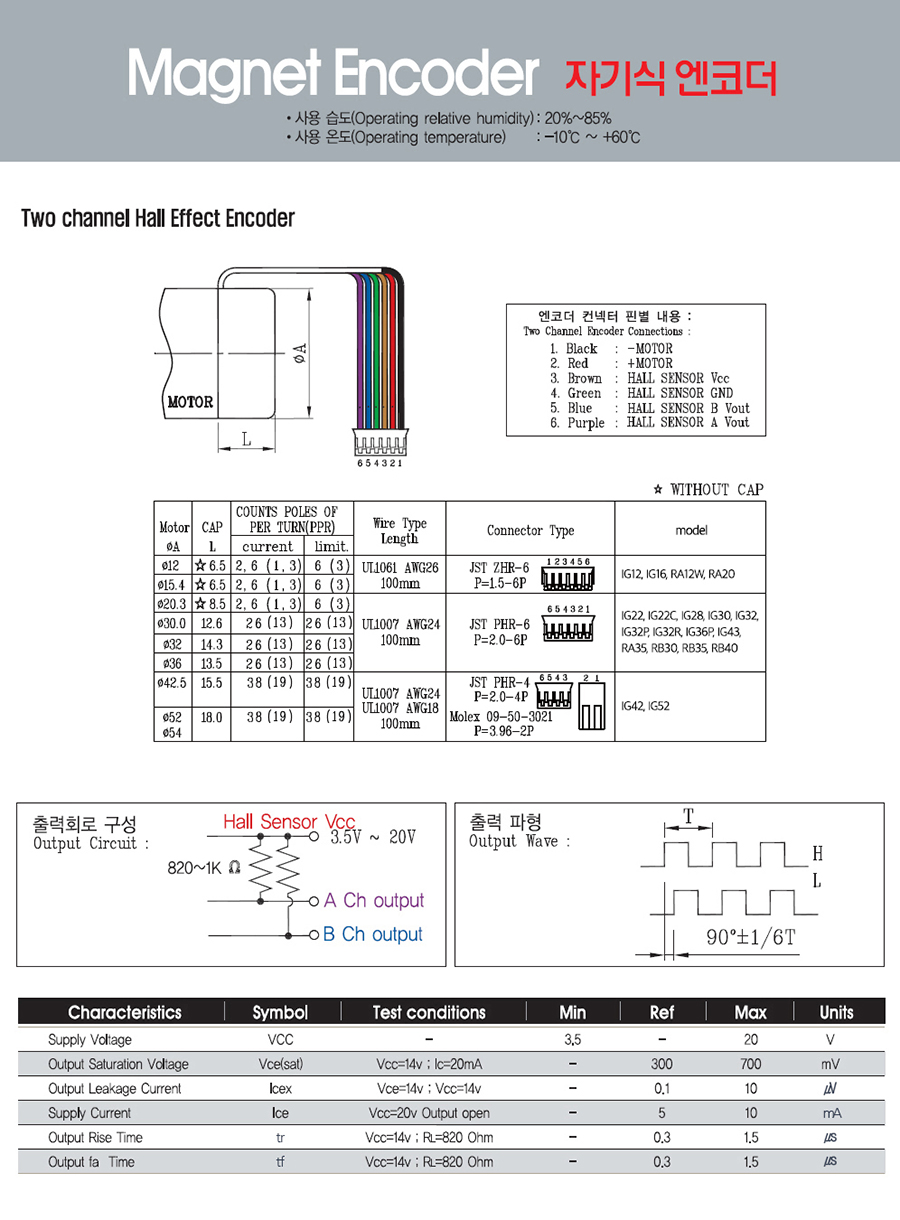 Magnet Encoder 자기식 엔코더
• 사용 습도(Operating relative humidity) : 20%~85%
• 사용 온도(Operating temperature) : −10℃ ~ +60℃
Two channel Hall Effect Encoder
øA
MOTOR
L
6 5 4 3 2 1
엔코더 컨넥터 핀별 내용 :
Two Channel Encoder Connections :
1. Black : -MOTOR
2. Red : +MOTOR
3. Brown : HALL SENSOR Vcc
4. Green : HALL SENSOR GND
5. Blue : HALL SENSOR B Vout
6. Purple : HALL SENSOR A Vout
☆ WITHOUT CAP
Motor øA CAP L COUNTS POLES OF PER TURN(PPR) current limit. Wire Type Length Connector Type model
ø12 ☆6.5 2, 6 (1, 3) 6 (3)
ø15.4 ☆6.5 2, 6 (1, 3) 6 (3)
UL1061 AWG26
100mm
JST ZHR-6
P=1.5-6P
1 2 3 4 5 6
IG12, IG16, RA12W, RA20
ø20.3 ☆8.5 2, 6 (1, 3) 6 (3)
ø30.0 12.6 26 (13) 26 (13)
ø32 14.3 26 (13) 26 (13)
ø36 13.5 26 (13) 26 (13)
UL1007 AWG24
100mm
JST PHR-6
P=2.0-6P
6 5 4 3 2 1
IG22, IG22C, IG28, IG30, IG32,
IG32P, IG32R, IG36P, IG43,
RA35, RB30, RB35, RB40
ø42.5 15.5 38 (19) 38 (19)
ø52 18.0 38 (19) 38 (19)
ø54
UL1007 AWG24
UL1007 AWG18
100mm
JST PHR-4
P=2.0-4P
6 5 4 3 2 1
Molex 09-50-3021
P=3.96-2P
IG42, IG52
출력회로 구성
Output Circuit :
Hall Sensor Vcc
3.5V ~ 20V
820~1K Ω
A Ch output
B Ch output
출력 파형
Output Wave :
T
H
L
90°±1/6T
Characteristics Symbol Test conditions Min Ref Max Units
Supply Voltage VCC − 3.5 − 20 V
Output Saturation Voltage Vce(sat) Vcc=14v ; Ic=20mA − 300 700 mV
Output Leakage Current Icex Vce=14v ; Vcc=14v − 0.1 10 μV
Supply Current Ice Vcc=20v Output open − 5 10 mA
Output Rise Time tr Vcc=14v ; RL=820 Ohm − 0.3 1.5 μs
Output fa Time tf Vcc=14v ; RL=820 Ohm − 0.3 1.5 μs